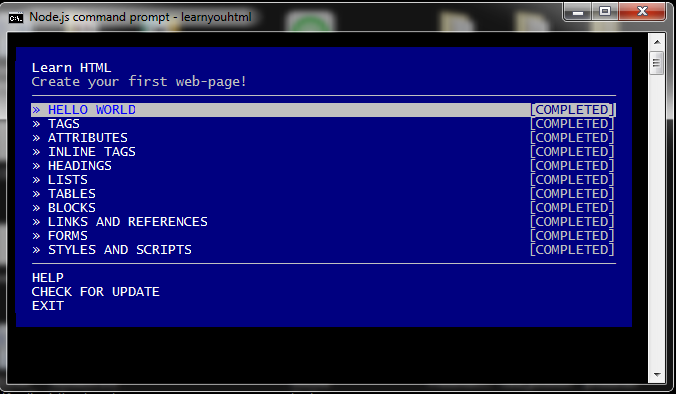 Node.js command prompt - learnyouhtml
Learn HTML
Create your first web-page!
» HELLO WORLD [COMPLETED]
» TAGS [COMPLETED]
» ATTRIBUTES [COMPLETED]
» INLINE TAGS [COMPLETED]
» HEADINGS [COMPLETED]
» LISTS [COMPLETED]
» TABLES [COMPLETED]
» BLOCKS [COMPLETED]
» LINKS AND REFERENCES [COMPLETED]
» FORMS [COMPLETED]
» STYLES AND SCRIPTS [COMPLETED]
HELP
CHECK FOR UPDATE
EXIT